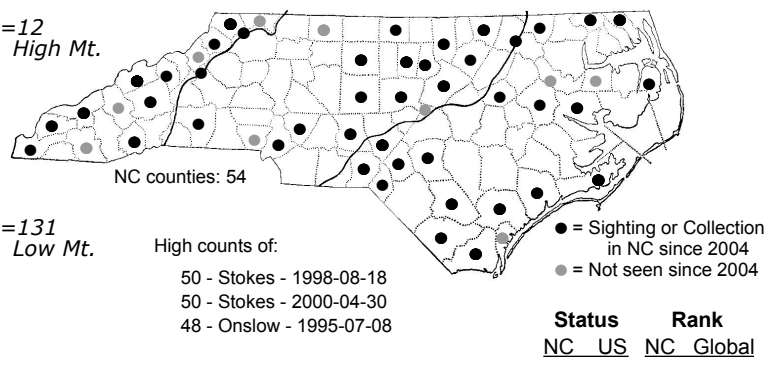 =12
High Mt.
NC counties: 54
=131
Low Mt.
High counts of:
50 - Stokes - 1998-08-18
50 - Stokes - 2000-04-30
48 - Onslow - 1995-07-08
● = Sighting or Collection
in NC since 2004
● = Not seen since 2004
Status Rank
NC US NC Global